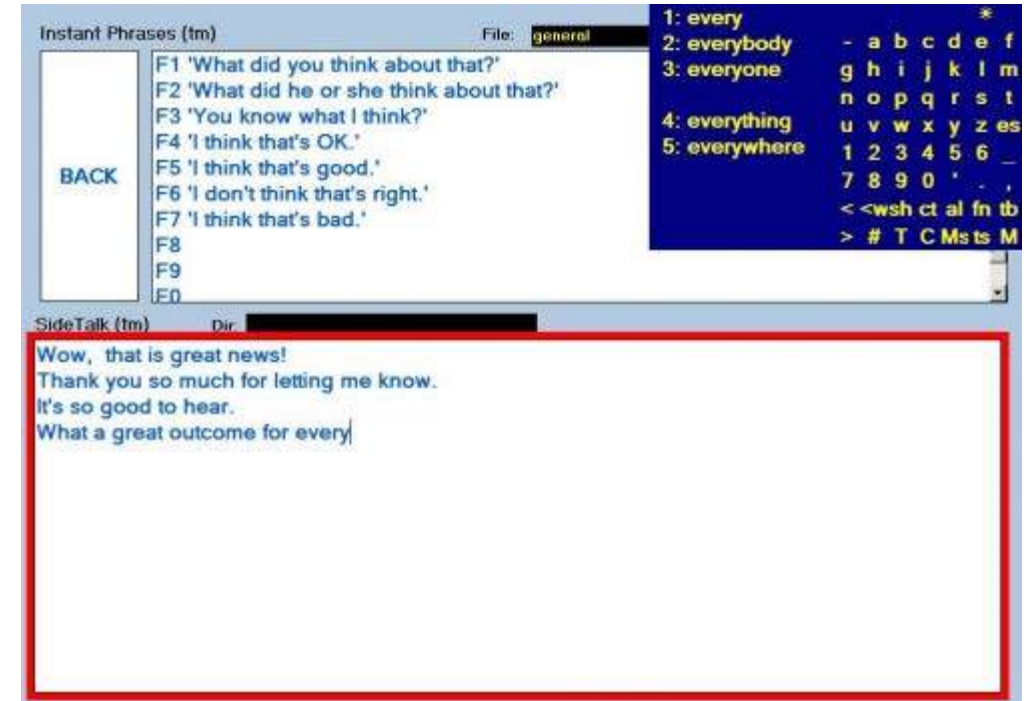 Instant Phrases (tm) File: general
BACK
F1 'What did you think about that?'
F2 'What did he or she think about that?'
F3 'You know what I think?'
F4 'I think that's OK.'
F5 'I think that's good.'
F6 'I don't think that's right.'
F7 'I think that's bad.'
F8
F9
F0
1: every
2: everybody
3: everyone
4: everything
5: everywhere
*
- a b c d e f
g h i j k l m
n o p q r s t
u v w x y z es
1 2 3 4 5 6 _
7 8 9 0 ' . ,
< <w sh ct al fn tb
> # T C Ms ts M
SideTalk (tm) Dir:
Wow, that is great news!
Thank you so much for letting me know.
It's so good to hear.
What a great outcome for every